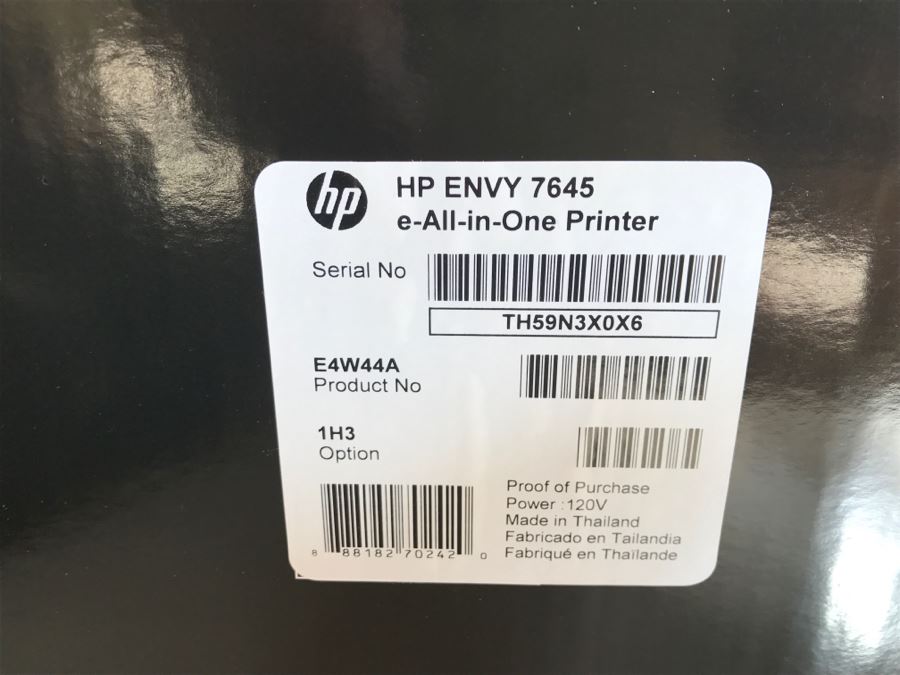 hp
HP ENVY 7645
e-All-in-One Printer
Serial No
TH59N3X0X6
E4W44A
Product No
1H3
Option
8 88182 70242 0
Proof of Purchase
Power : 120V
Made in Thailand
Fabricado en Tailandia
Fabriqué en Thaïlande